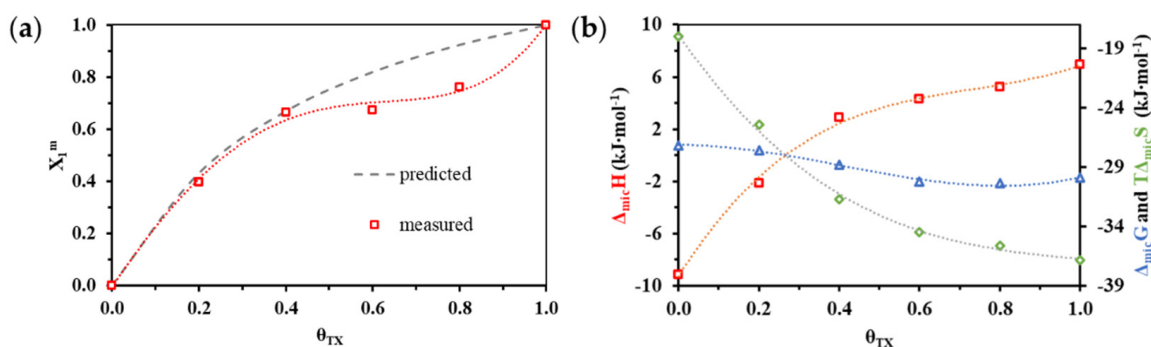 (a)
1.0
0.8
0.6
0.4
0.2
0.0
X₁ᵐ
predicted
measured
0.0 0.2 0.4 0.6 0.8 1.0
θTX
(b)
10
6
2
-2
-6
-10
ΔmicH (kJ·mol⁻¹)
-19
-24
-29
-34
-39
ΔmicG and TΔmicS (kJ·mol⁻¹)
0.0 0.2 0.4 0.6 0.8 1.0
θTX